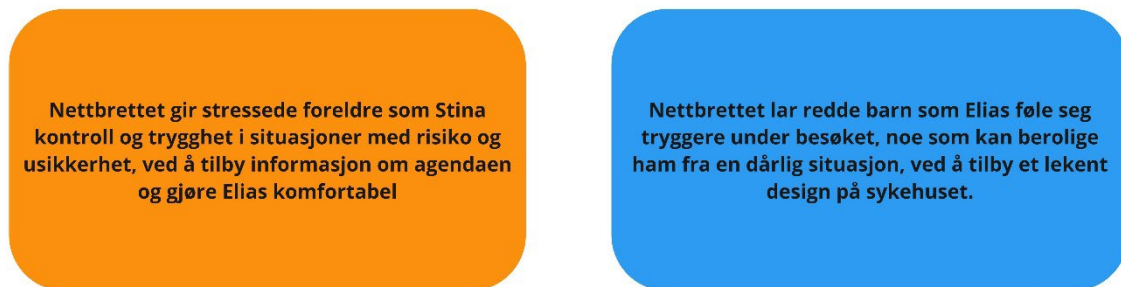 Nettbrettet gir stressede foreldre som Stina
kontroll og trygghet i situasjoner med risiko og
usikkerhet, ved å tilby informasjon om agendaen
og gjøre Elias komfortabel
Nettbrettet lar redde barn som Elias føle seg
tryggere under besøket, noe som kan berolige
ham fra en dårlig situasjon, ved å tilby et lekent
design på sykehuset.